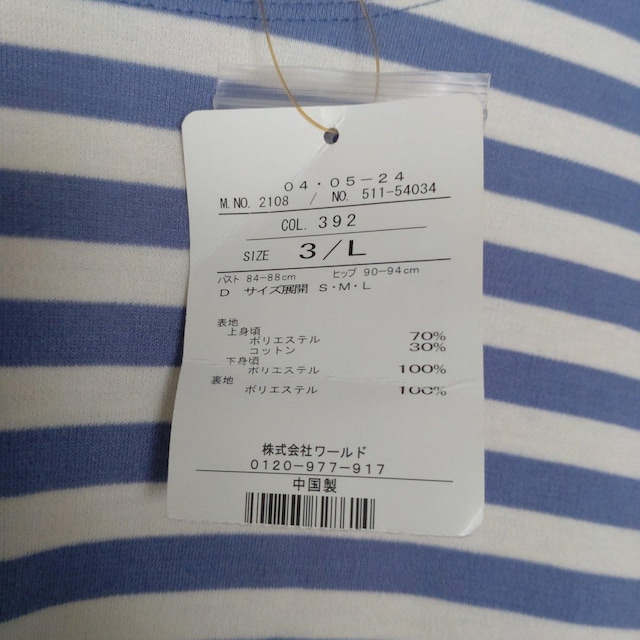 04・05-24
M.NO. 2108 / NO. 511-54034
COL. 392
SIZE 3/L
バスト 84-88cm ヒップ 90-94cm
D サイズ展開 S・M・L
表地
上身頃
ポリエステル 70%
コットン 30%
下身頃
ポリエステル 100%
裏地
ポリエステル 100%
株式会社ワールド
0120-977-917
中国製